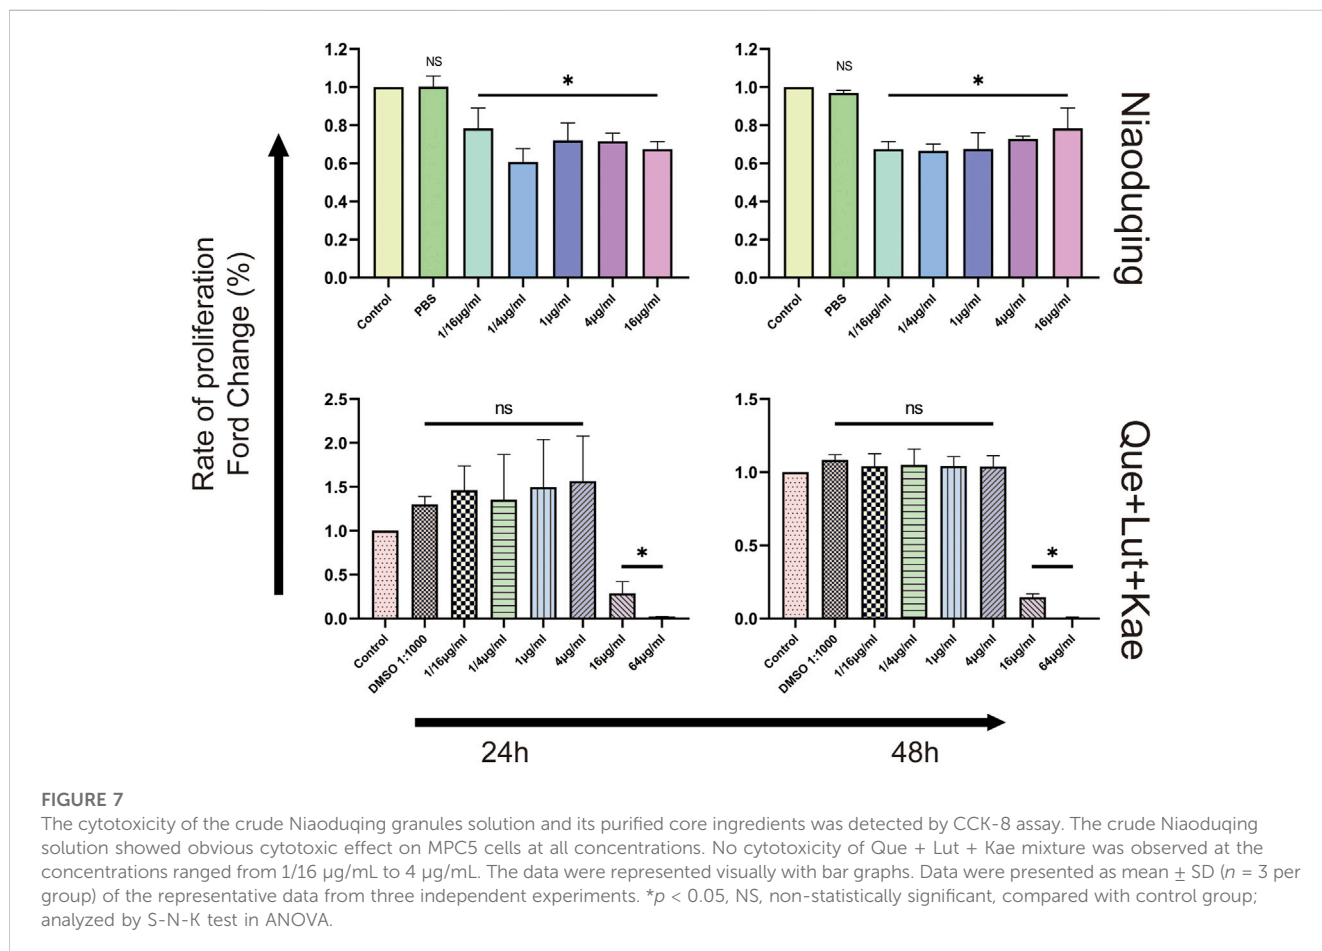 1.2
NS
*
1.0
0.8
0.6
0.4
0.2
0.0
Control
PBS
1/16µg/ml
1/4µg/ml
1µg/ml
4µg/ml
16µg/ml
1.2
NS
*
1.0
0.8
0.6
0.4
0.2
0.0
Control
PBS
1/16µg/ml
1/4µg/ml
1µg/ml
4µg/ml
16µg/ml
Niaoduqing
Rate of proliferation
Ford Change (%)
2.5
ns
2.0
1.5
1.0
0.5
*
0.0
Control
DMSO 1:1000
1/16µg/ml
1/4µg/ml
1µg/ml
4µg/ml
16µg/ml
64µg/ml
1.5
ns
1.0
0.5
*
0.0
Control
DMSO 1:1000
1/16µg/ml
1/4µg/ml
1µg/ml
4µg/ml
16µg/ml
64µg/ml
Que+Lut+Kae
24h
48h
FIGURE 7
The cytotoxicity of the crude Niaoduqing granules solution and its purified core ingredients was detected by CCK-8 assay. The crude Niaoduqing
solution showed obvious cytotoxic effect on MPC5 cells at all concentrations. No cytotoxicity of Que + Lut + Kae mixture was observed at the
concentrations ranged from 1/16 µg/mL to 4 µg/mL. The data were represented visually with bar graphs. Data were presented as mean ± SD (n = 3 per
group) of the representative data from three independent experiments. *p < 0.05, NS, non-statistically significant, compared with control group;
analyzed by S-N-K test in ANOVA.